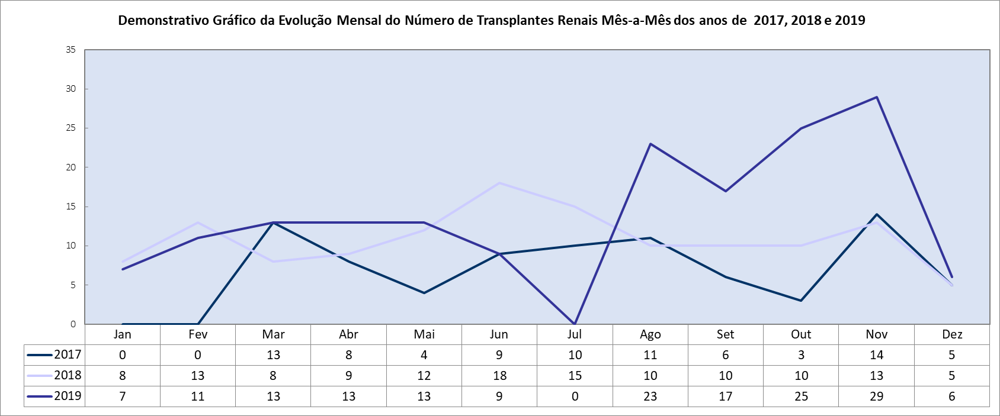 Demonstrativo Gráfico da Evolução Mensal do Número de Transplantes Renais Mês-a-Mês dos anos de 2017, 2018 e 2019
35
30
25
20
15
10
5
0
Jan Fev Mar Abr Mai Jun Jul Ago Set Out Nov Dez
2017 0 0 13 8 4 9 10 11 6 3 14 5
2018 8 13 8 9 12 18 15 10 10 10 13 5
2019 7 11 13 13 13 9 0 23 17 25 29 6